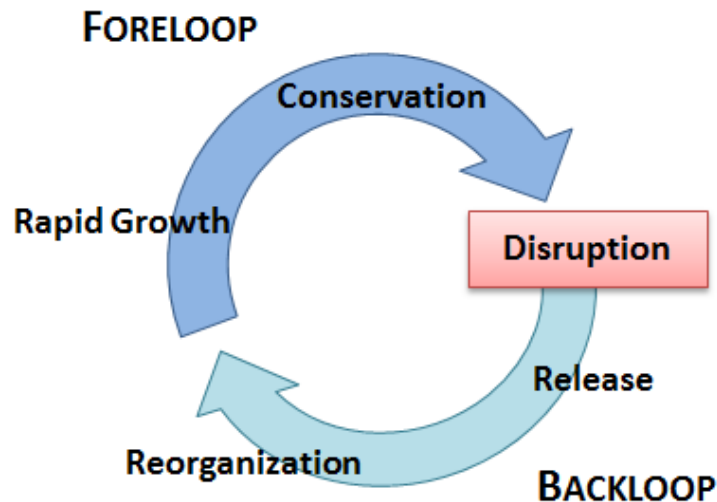 FORELOOP
Conservation
Rapid Growth
Disruption
Release
Reorganization
BACKLOOP